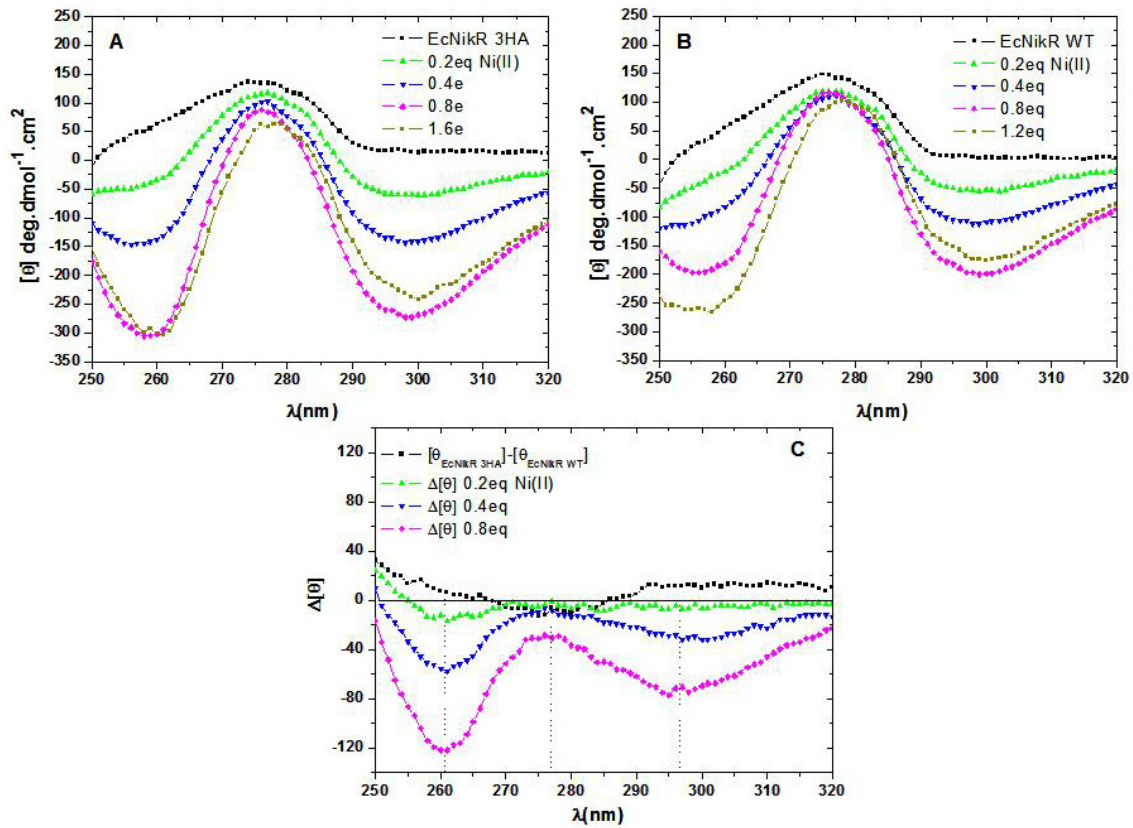 A
EcNikR 3HA
0.2eq Ni(II)
0.4e
0.8e
1.6e
[θ] deg.dmol⁻¹.cm²
250
200
150
100
50
0
-50
-100
-150
-200
-250
-300
-350
250 260 270 280 290 300 310 320
λ(nm)
B
EcNikR WT
0.2eq Ni(II)
0.4eq
0.8eq
1.2eq
[θ] deg.dmol⁻¹.cm²
250
200
150
100
50
0
-50
-100
-150
-200
-250
-300
-350
250 260 270 280 290 300 310 320
λ(nm)
C
[θEcNikR 3HA]-[θEcNikR WT]
Δ[θ] 0.2eq Ni(II)
Δ[θ] 0.4eq
Δ[θ] 0.8eq
Δ[θ]
120
80
40
0
-40
-80
-120
250 260 270 280 290 300 310 320
λ(nm)